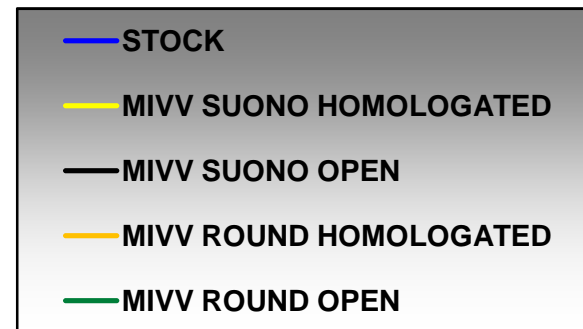 STOCK
MIVV SUONO HOMOLOGATED
MIVV SUONO OPEN
MIVV ROUND HOMOLOGATED
MIVV ROUND OPEN